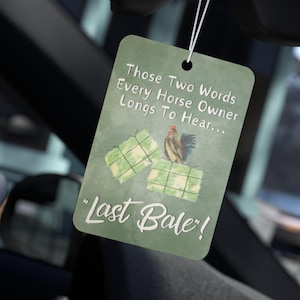 Those Two Words
Every Horse Owner
Longs To Hear...
"Last Bale"!